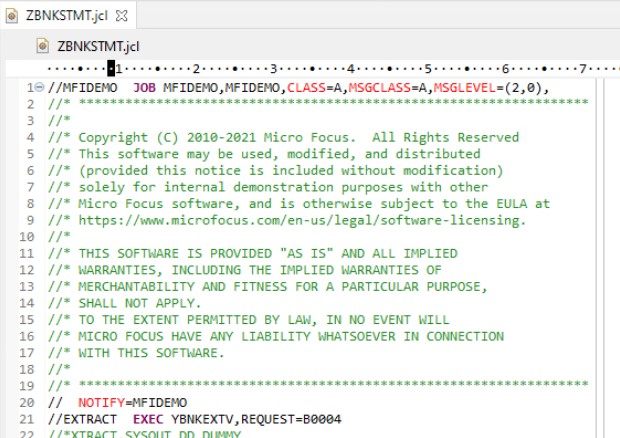 ZBNKSTMT.jcl
ZBNKSTMT.jcl
····•····1····•····2····•····3····•····4····•····5····•····6····•····7····
1 //MFIDEMO  JOB MFIDEMO,MFIDEMO,CLASS=A,MSGCLASS=A,MSGLEVEL=(2,0),
2 //* ******************************************************************
3 //*
4 //* Copyright (C) 2010-2021 Micro Focus.  All Rights Reserved
5 //* This software may be used, modified, and distributed
6 //* (provided this notice is included without modification)
7 //* solely for internal demonstration purposes with other
8 //* Micro Focus software, and is otherwise subject to the EULA at
9 //* https://www.microfocus.com/en-us/legal/software-licensing.
10 //*
11 //* THIS SOFTWARE IS PROVIDED "AS IS" AND ALL IMPLIED
12 //* WARRANTIES, INCLUDING THE IMPLIED WARRANTIES OF
13 //* MERCHANTABILITY AND FITNESS FOR A PARTICULAR PURPOSE,
14 //* SHALL NOT APPLY.
15 //* TO THE EXTENT PERMITTED BY LAW, IN NO EVENT WILL
16 //* MICRO FOCUS HAVE ANY LIABILITY WHATSOEVER IN CONNECTION
17 //* WITH THIS SOFTWARE.
18 //*
19 //* ******************************************************************
20 //  NOTIFY=MFIDEMO
21 //EXTRACT  EXEC YBNKEXTV,REQUEST=B0004
22 //*XTRACT.SYSOUT DD DUMMY